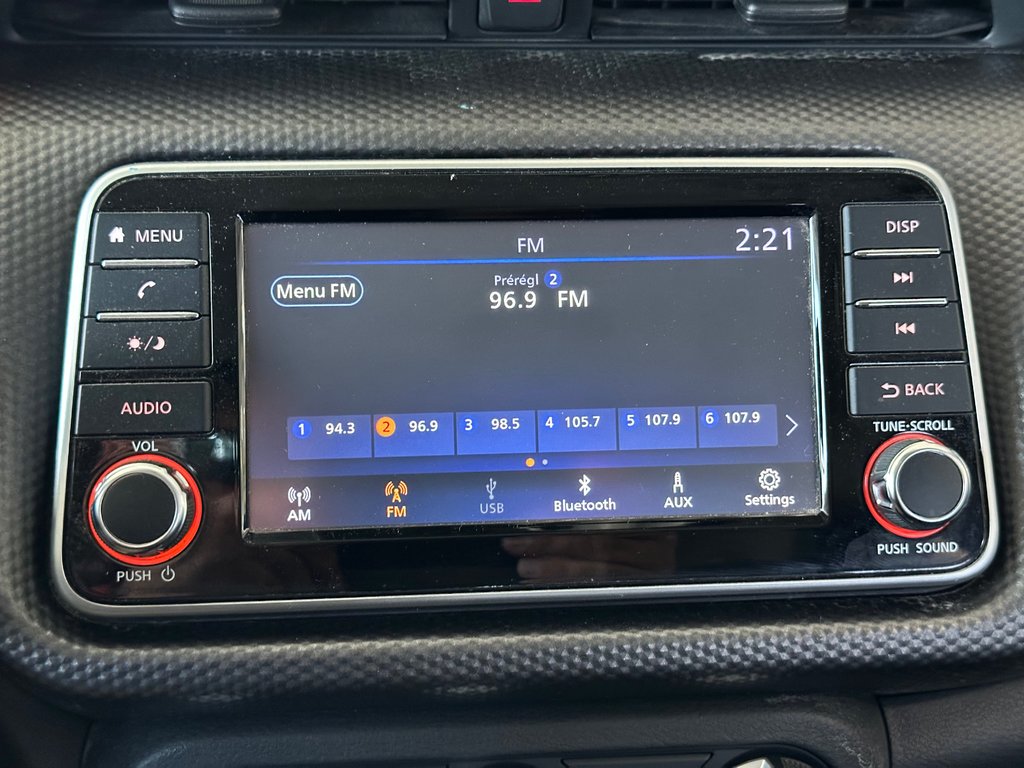 MENU
AUDIO
VOL
PUSH
FM
2:21
Menu FM
Prérégl 2
96.9 FM
1 94.3
2 96.9
3 98.5
4 105.7
5 107.9
6 107.9
AM
FM
USB
Bluetooth
AUX
Settings
DISP
BACK
TUNE·SCROLL
PUSH SOUND